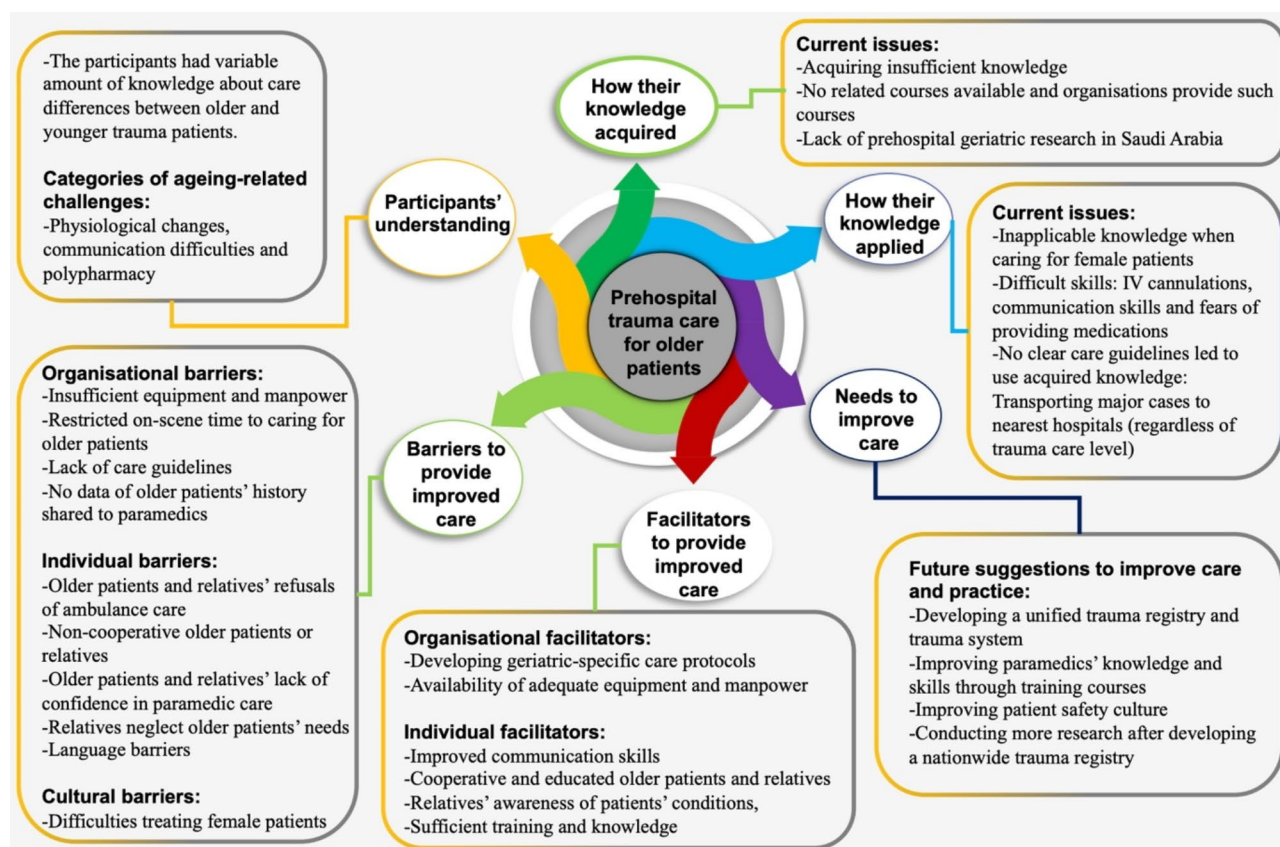 -The participants had variable
amount of knowledge about care
differences between older and
younger trauma patients.
Categories of ageing-related
challenges:
-Physiological changes,
communication difficulties and
polypharmacy
Participants’
understanding
How their
knowledge
acquired
Current issues:
-Acquiring insufficient knowledge
-No related courses available and organisations provide such
courses
-Lack of prehospital geriatric research in Saudi Arabia
How their
knowledge
applied
Current issues:
-Inapplicable knowledge when
caring for female patients
-Difficult skills: IV cannulations,
communication skills and fears of
providing medications
-No clear care guidelines led to
use acquired knowledge:
Transporting major cases to
nearest hospitals (regardless of
trauma care level)
Prehospital
trauma care
for older
patients
Needs to
improve
care
Future suggestions to improve care
and practice:
-Developing a unified trauma registry and
trauma system
-Improving paramedics’ knowledge and
skills through training courses
-Improving patient safety culture
-Conducting more research after developing
a nationwide trauma registry
Facilitators
to provide
improved
care
Organisational facilitators:
-Developing geriatric-specific care protocols
-Availability of adequate equipment and manpower
Individual facilitators:
-Improved communication skills
-Cooperative and educated older patients and relatives
-Relatives’ awareness of patients’ conditions,
-Sufficient training and knowledge
Barriers to
provide
improved
care
Organisational barriers:
-Insufficient equipment and manpower
-Restricted on-scene time to caring for
older patients
-Lack of care guidelines
-No data of older patients’ history
shared to paramedics
Individual barriers:
-Older patients and relatives’ refusals
of ambulance care
-Non-cooperative older patients or
relatives
-Older patients and relatives’ lack of
confidence in paramedic care
-Relatives neglect older patients’ needs
-Language barriers
Cultural barriers:
-Difficulties treating female patients